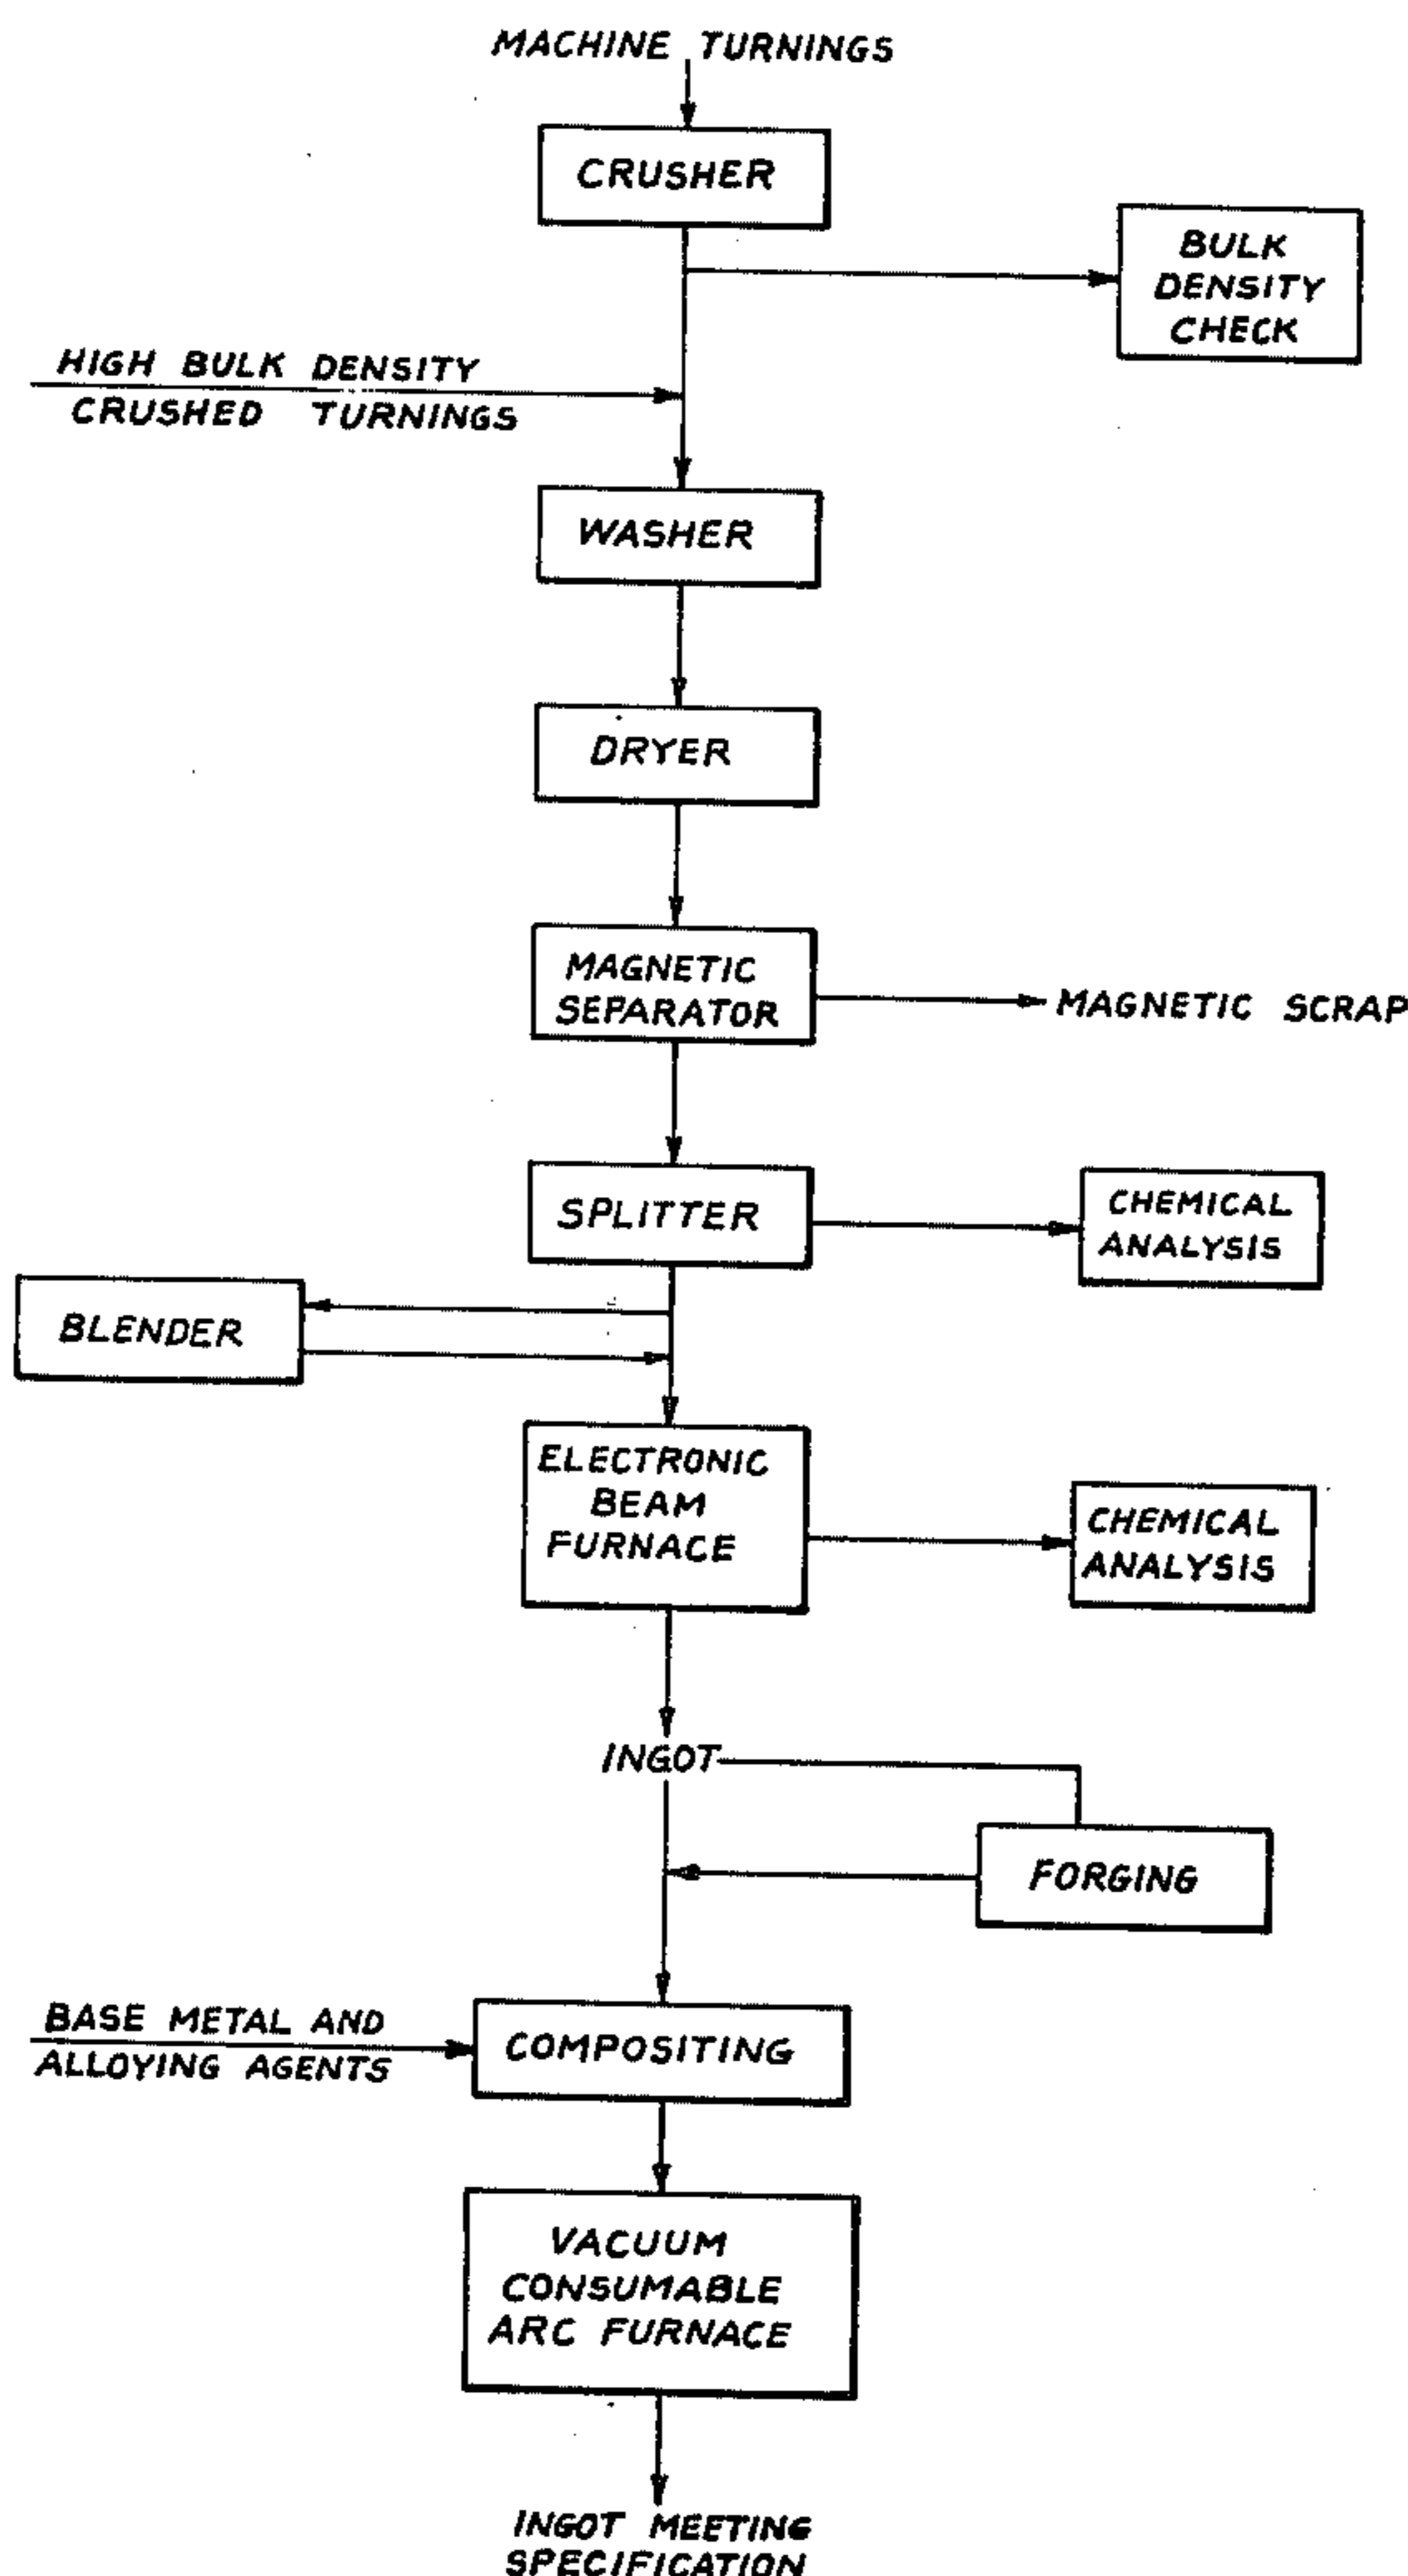 MACHINE TURNINGS
CRUSHER
BULK
DENSITY
CHECK
HIGH BULK DENSITY
CRUSHED TURNINGS
WASHER
DRYER
MAGNETIC
SEPARATOR
MAGNETIC SCRAP
SPLITTER
CHEMICAL
ANALYSIS
BLENDER
ELECTRONIC
BEAM
FURNACE
CHEMICAL
ANALYSIS
INGOT
FORGING
BASE METAL AND
ALLOYING AGENTS
COMPOSITING
VACUUM
CONSUMABLE
ARC FURNACE
INGOT MEETING
SPECIFICATION